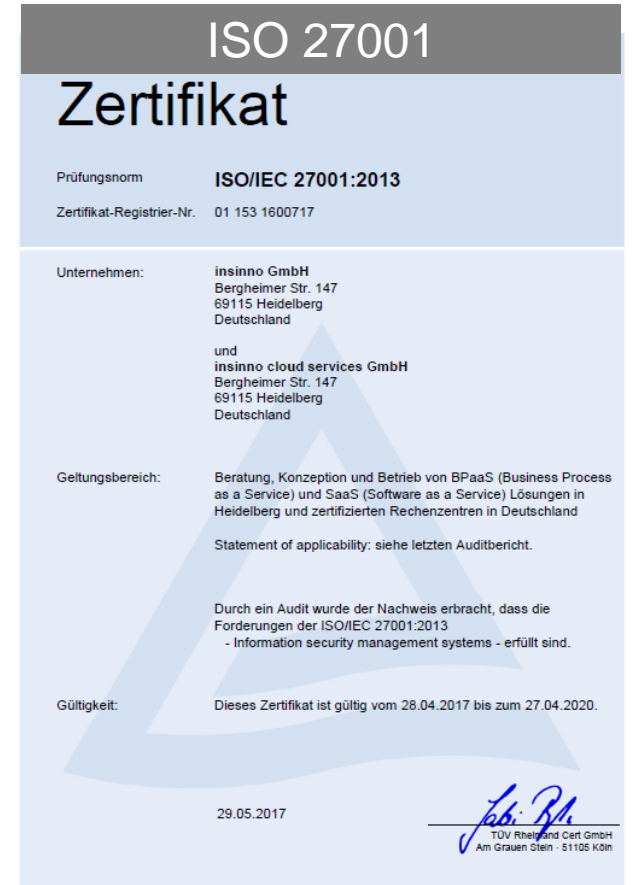 ISO 27001
Zertifikat
Prüfungsnorm ISO/IEC 27001:2013
Zertifikat-Registrier-Nr. 01 153 1600717
Unternehmen: insinno GmbH
Bergheimer Str. 147
69115 Heidelberg
Deutschland
und
insinno cloud services GmbH
Bergheimer Str. 147
69115 Heidelberg
Deutschland
Geltungsbereich: Beratung, Konzeption und Betrieb von BPaaS (Business Process
as a Service) und SaaS (Software as a Service) Lösungen in
Heidelberg und zertifizierten Rechenzentren in Deutschland
Statement of applicability: siehe letzten Auditbericht.
Durch ein Audit wurde der Nachweis erbracht, dass die
Forderungen der ISO/IEC 27001:2013
- Information security management systems - erfüllt sind.
Gültigkeit: Dieses Zertifikat ist gültig vom 28.04.2017 bis zum 27.04.2020.
29.05.2017
TÜV Rheinland Cert GmbH
Am Grauen Stein · 51105 Köln